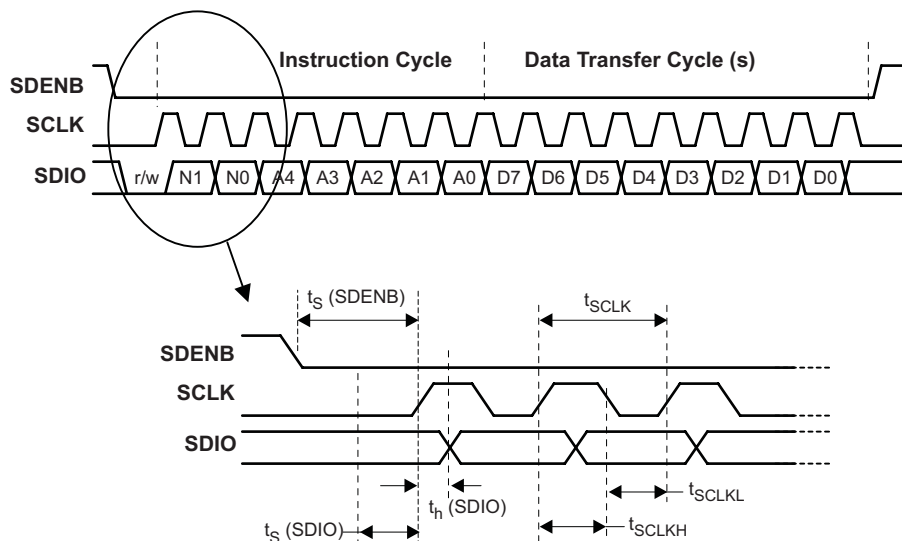 Instruction Cycle Data Transfer Cycle (s)
SDENB
SCLK
SDIO r/w N1 N0 A4 A3 A2 A1 A0 D7 D6 D5 D4 D3 D2 D1 D0
tS (SDENB) tSCLK
SDENB
SCLK
SDIO
th (SDIO) tSCLKL
tS (SDIO) tSCLKH